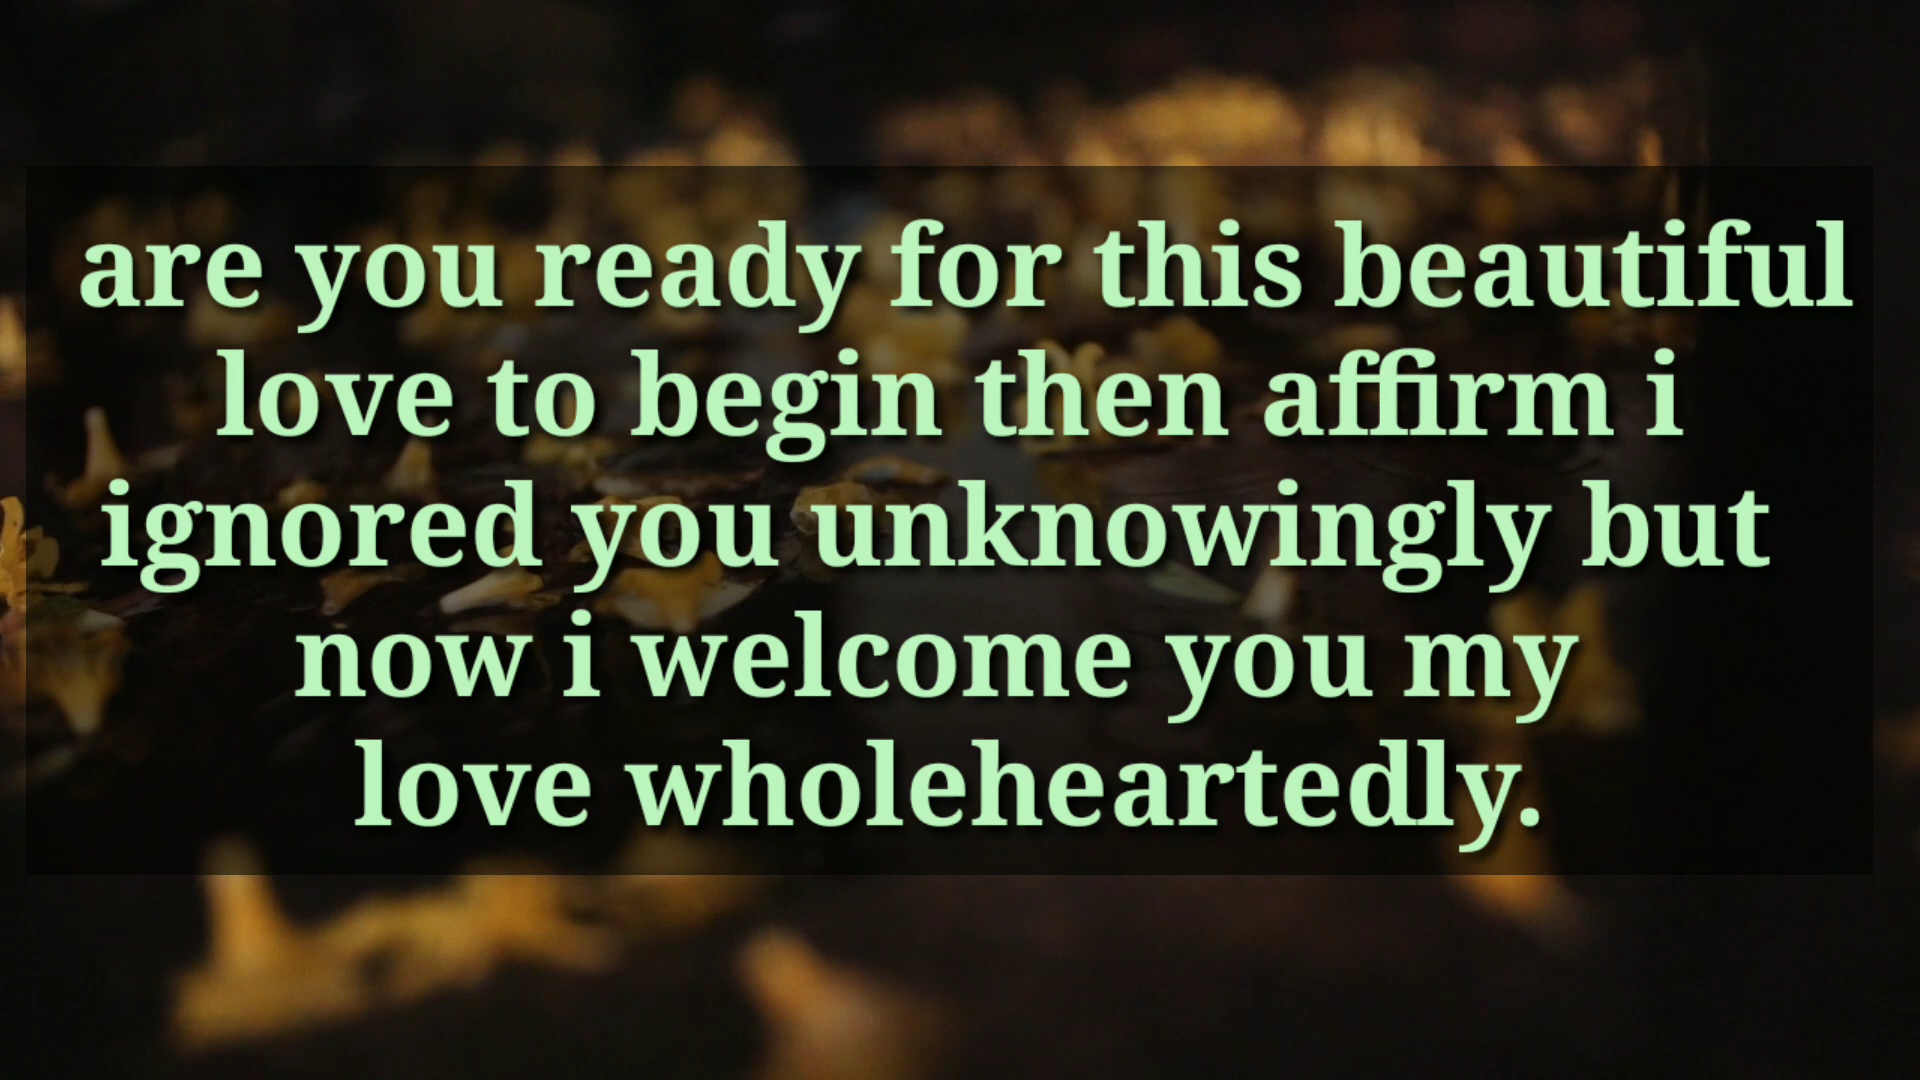 are you ready for this beautiful
love to begin then affirm i
ignored you unknowingly but
now i welcome you my
love wholeheartedly.